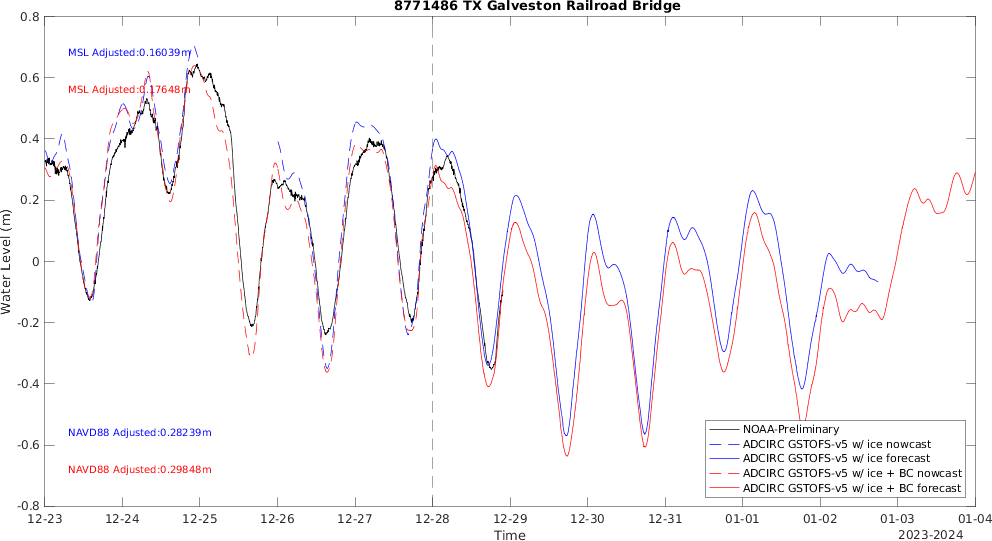 8771486 TX Galveston Railroad Bridge
0.8
0.6
0.4
0.2
0
-0.2
-0.4
-0.6
-0.8
Water Level (m)
MSL Adjusted:0.16039m
MSL Adjusted:0.17648m
NAVD88 Adjusted:0.28239m
NAVD88 Adjusted:0.29848m
NOAA-Preliminary
ADCIRC GSTOFS-v5 w/ ice nowcast
ADCIRC GSTOFS-v5 w/ ice forecast
ADCIRC GSTOFS-v5 w/ ice + BC nowcast
ADCIRC GSTOFS-v5 w/ ice + BC forecast
12-23 12-24 12-25 12-26 12-27 12-28 12-29 12-30 12-31 01-01 01-02 01-03 01-04
Time
2023-2024